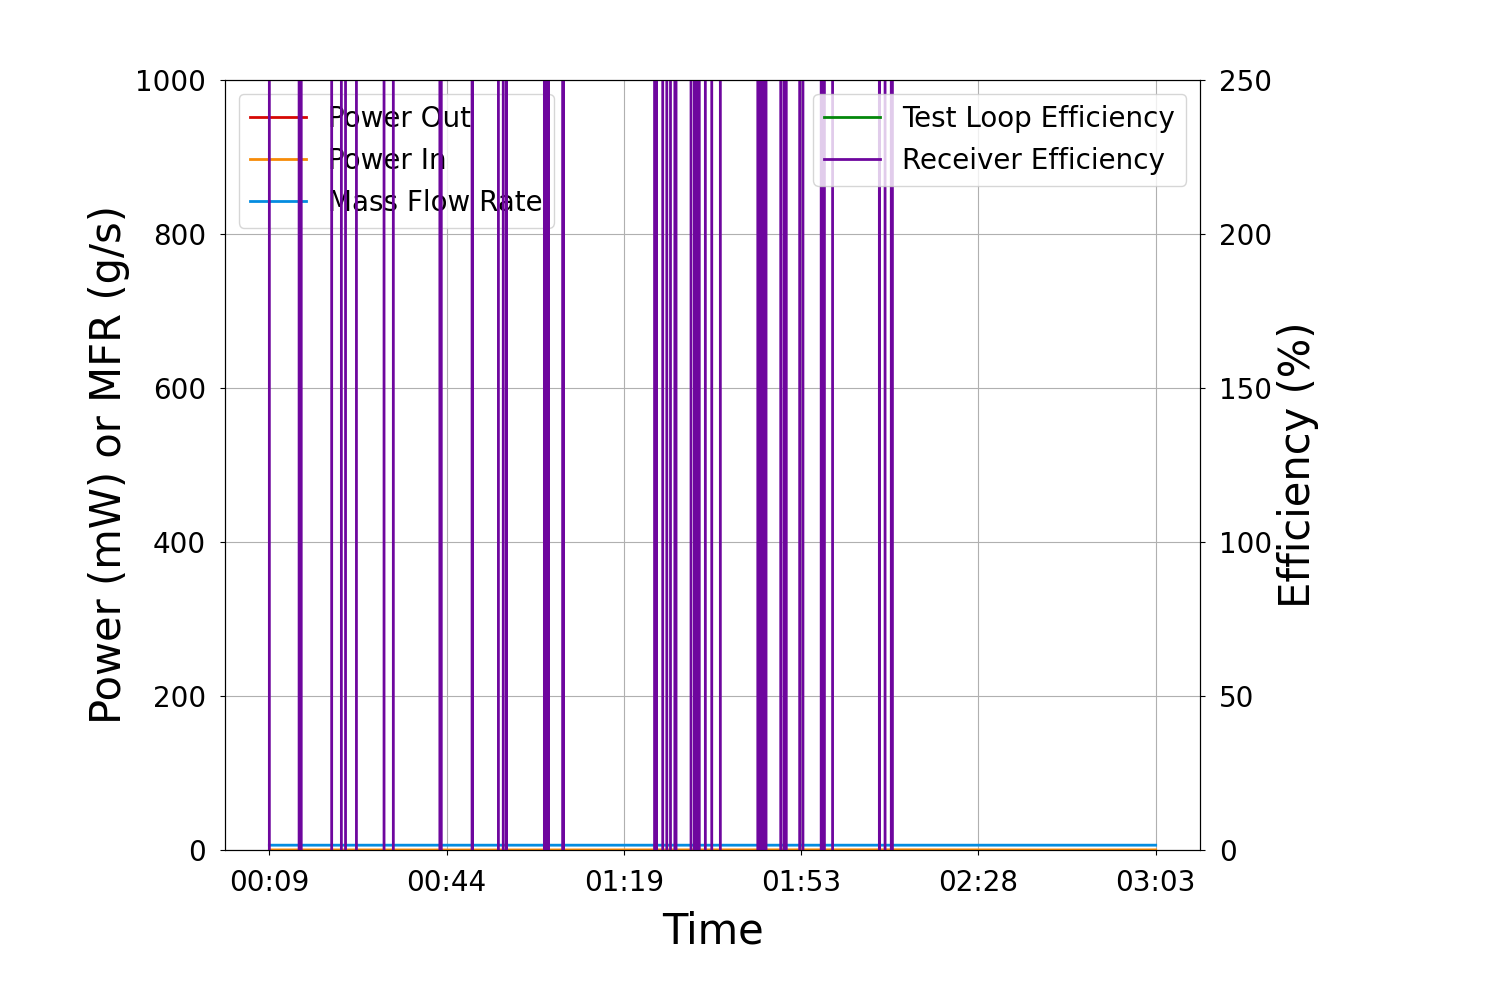 1000
800
600
400
200
0
Power (mW) or MFR (g/s)
Power Out
Power In
Mass Flow Rate
Test Loop Efficiency
Receiver Efficiency
250
200
150
100
50
0
Efficiency (%)
00:09 00:44 01:19 01:53 02:28 03:03
Time